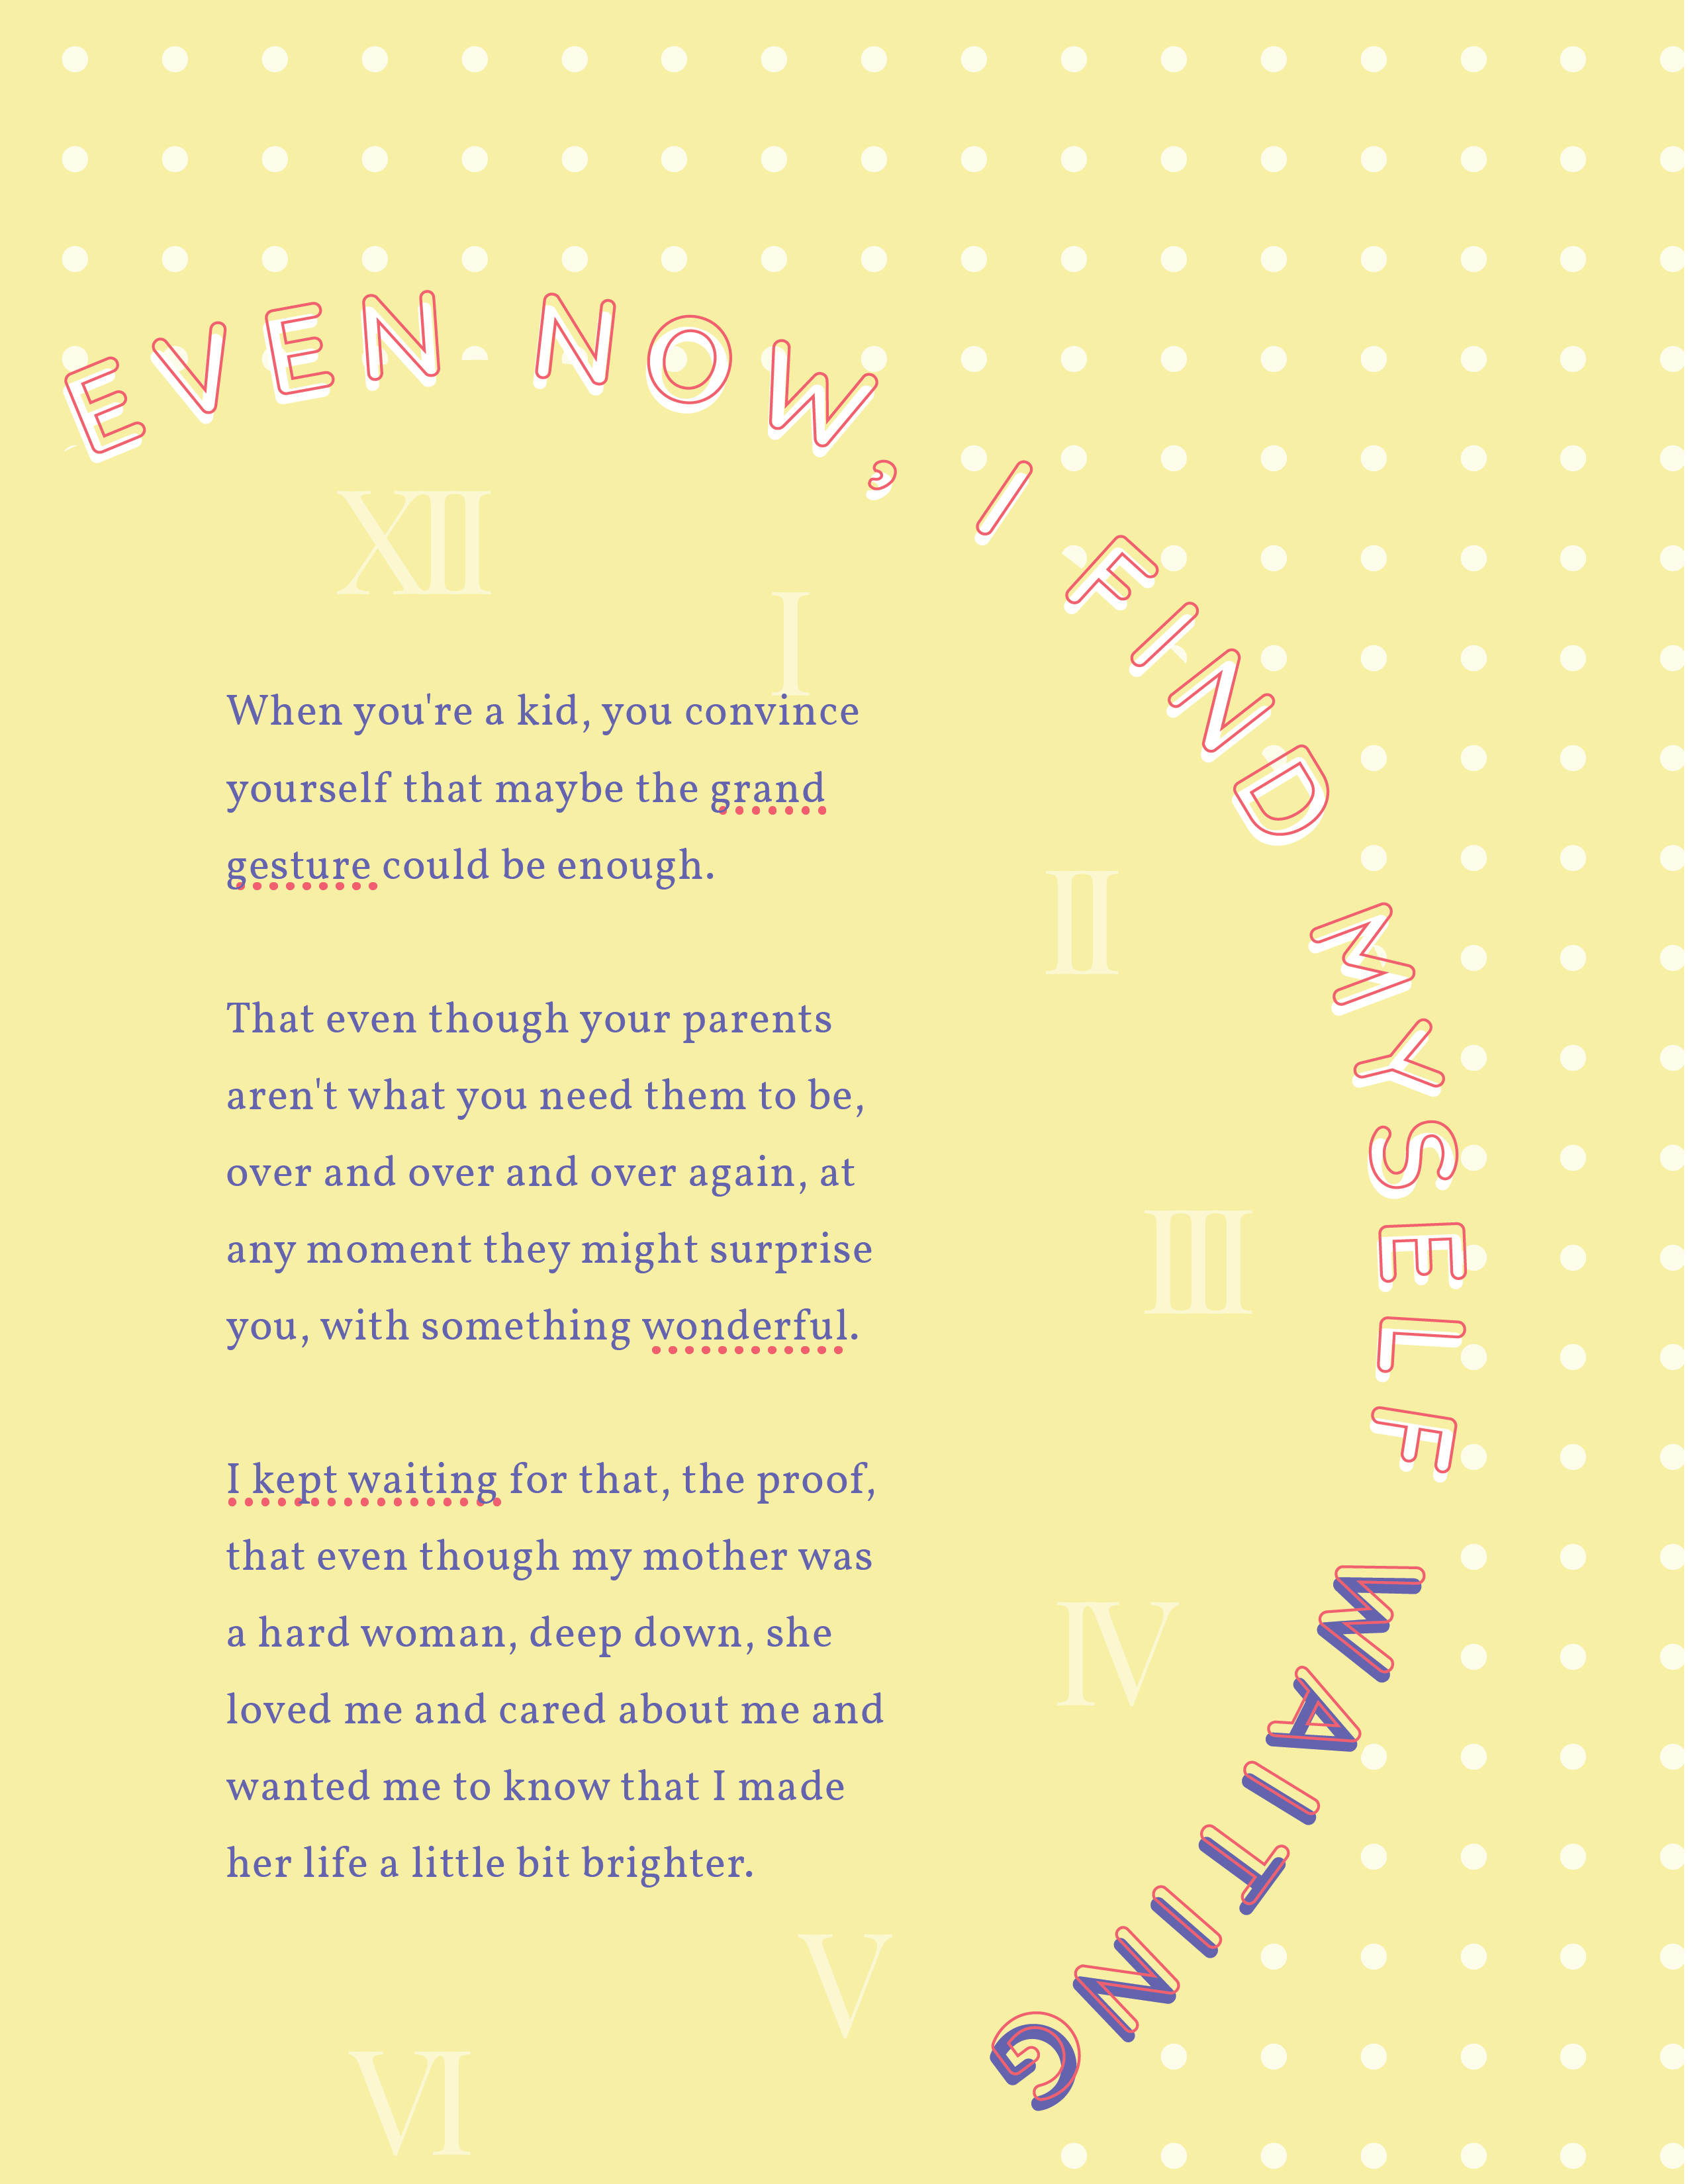 EVEN NOW, I FIND MYSELF WAITING
XII
I
When you're a kid, you convince
yourself that maybe the grand
gesture could be enough.
II
That even though your parents
aren't what you need them to be,
over and over and over again, at
any moment they might surprise
you, with something wonderful.
III
I kept waiting for that, the proof,
that even though my mother was
a hard woman, deep down, she
loved me and cared about me and
wanted me to know that I made
her life a little bit brighter.
IV
V
VI